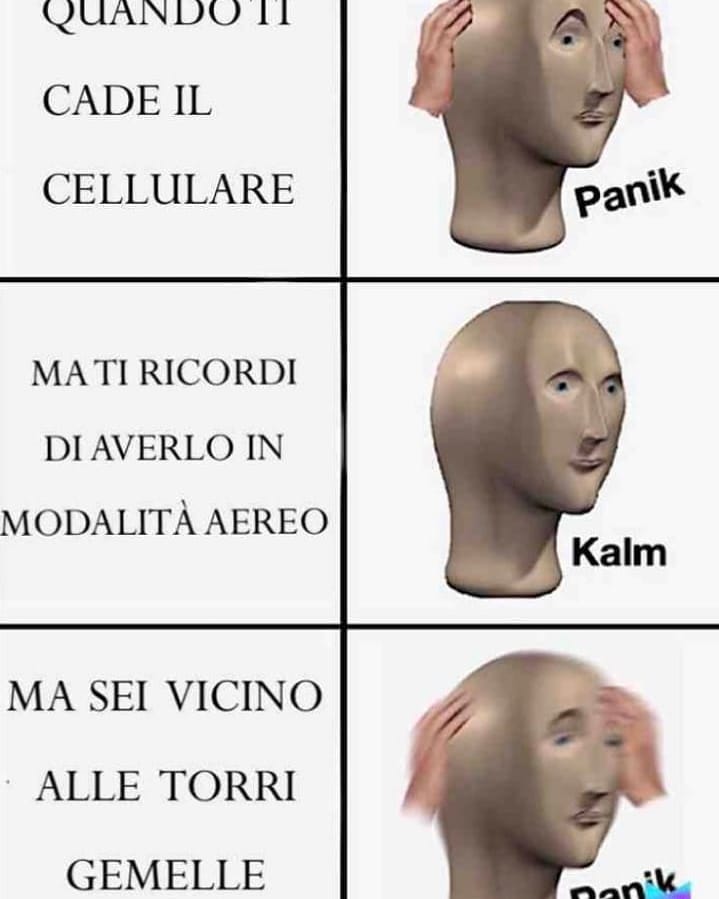 QUANDO TI
CADE IL
CELLULARE
Panik
MA TI RICORDI
DI AVERLO IN
MODALITÀ AEREO
Kalm
MA SEI VICINO
ALLE TORRI
GEMELLE
Panik